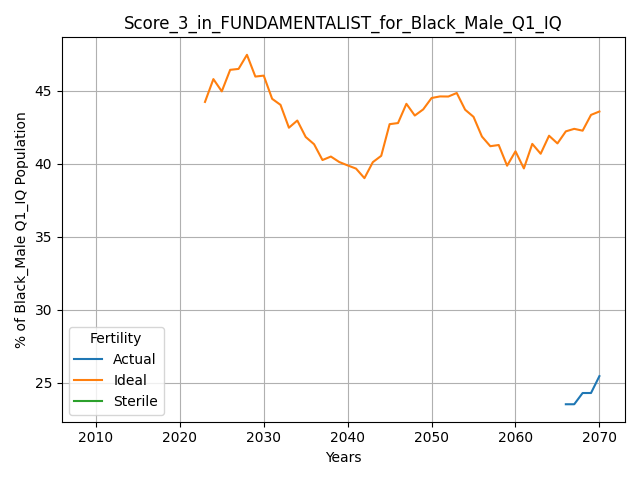 Score_3_in_FUNDAMENTALIST_for_Black_Male_Q1_IQ
% of Black_Male Q1_IQ Population
45
40
35
30
25
Fertility
Actual
Ideal
Sterile
2010 2020 2030 2040 2050 2060 2070
Years